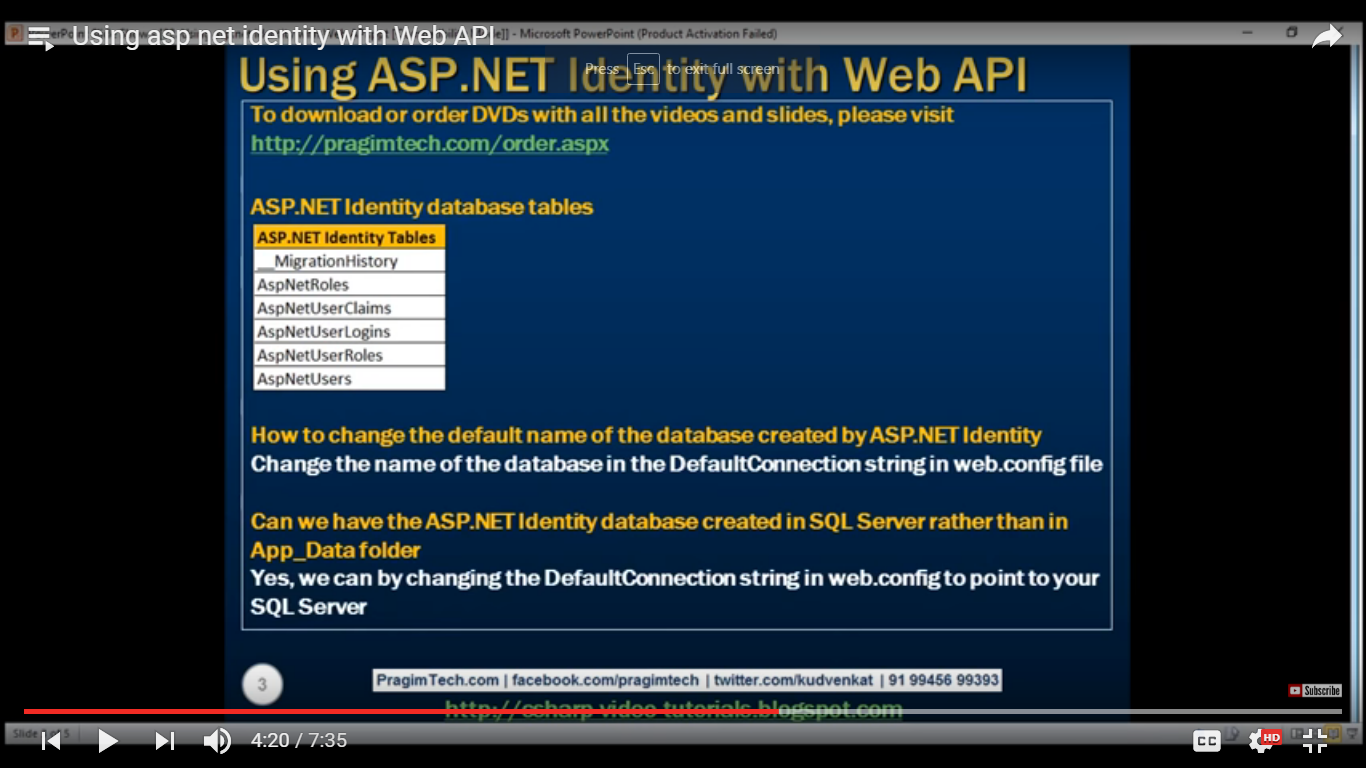 Using asp net identity with Web API
]] - Microsoft PowerPoint (Product Activation Failed)
Press Esc to exit full screen
Using ASP.NET Identity with Web API
To download or order DVDs with all the videos and slides, please visit
http://pragimtech.com/order.aspx
ASP.NET Identity database tables
ASP.NET Identity Tables
__MigrationHistory
AspNetRoles
AspNetUserClaims
AspNetUserLogins
AspNetUserRoles
AspNetUsers
How to change the default name of the database created by ASP.NET Identity
Change the name of the database in the DefaultConnection string in web.config file
Can we have the ASP.NET Identity database created in SQL Server rather than in
App_Data folder
Yes, we can by changing the DefaultConnection string in web.config to point to your
SQL Server
3
PragimTech.com | facebook.com/pragimtech | twitter.com/kudvenkat | 91 99456 99393
Subscribe
http://csharp-video-tutorials.blogspot.com
Slide 5
4:20 / 7:35
CC
HD